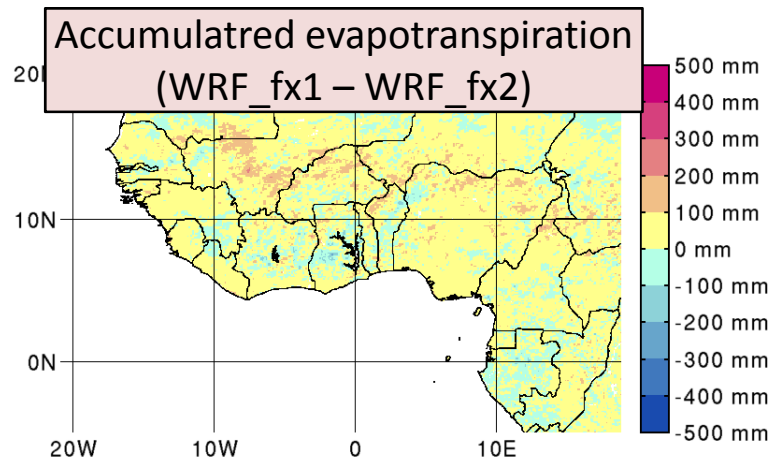 Accumulatred evapotranspiration
(WRF_fx1 – WRF_fx2)
20
10N
0N
20W
10W
0
10E
500 mm
400 mm
300 mm
200 mm
100 mm
0 mm
-100 mm
-200 mm
-300 mm
-400 mm
-500 mm